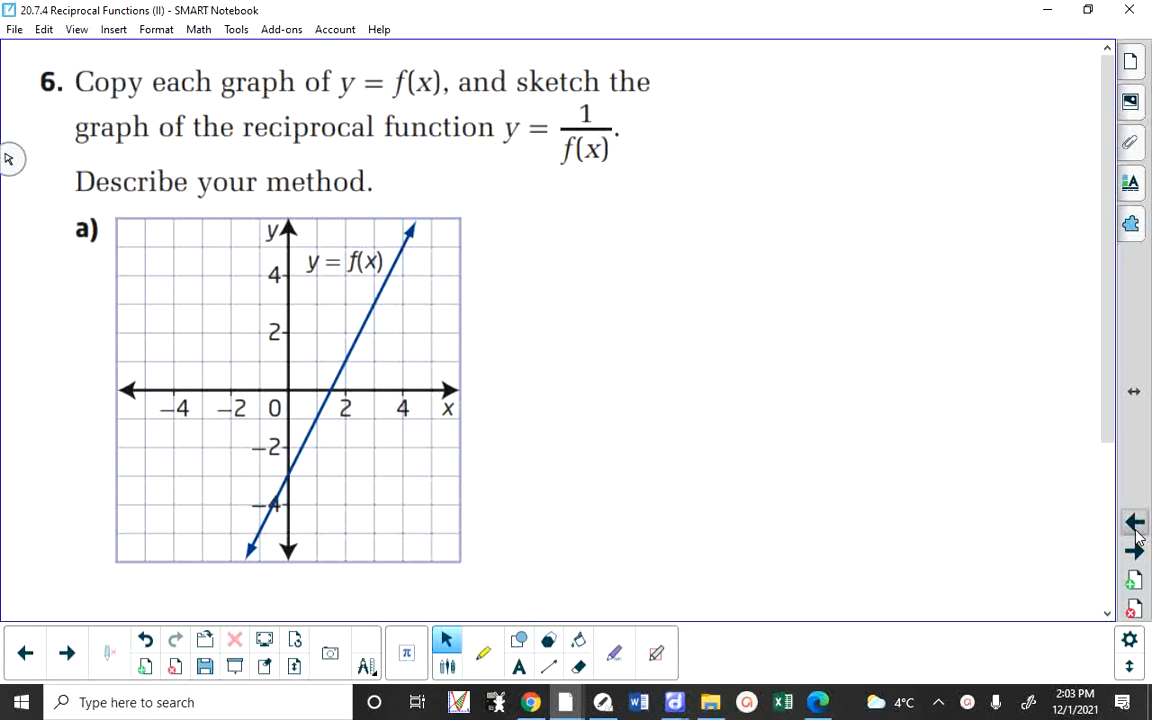 20.7.4 Reciprocal Functions (II) - SMART Notebook
File Edit View Insert Format Math Tools Add-ons Account Help
6. Copy each graph of y = f(x), and sketch the
graph of the reciprocal function y = 1/f(x).
Describe your method.
a)
y
y = f(x)
4
2
-4 -2 0 2 4 x
-2
-4
Type here to search
4°C
2:03 PM
12/1/2021